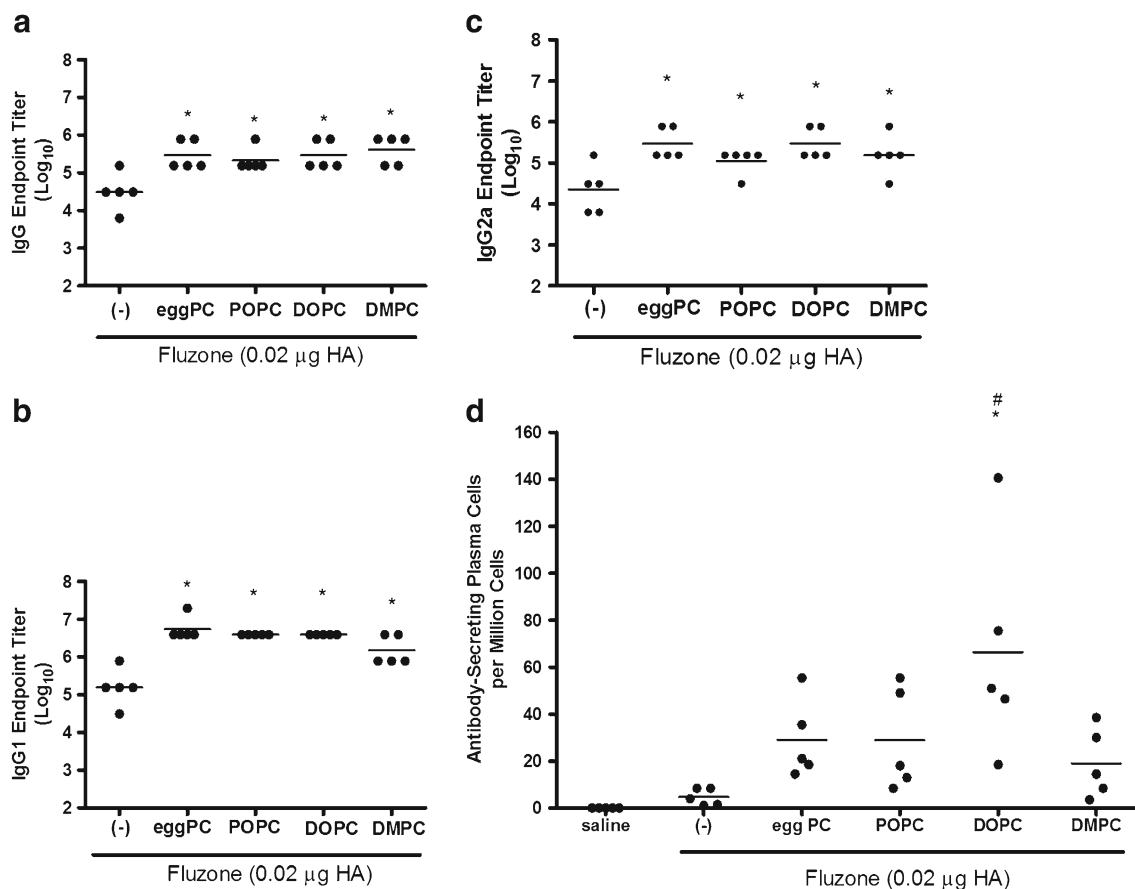 a
IgG Endpoint Titer
(Log10)
8
7
6
5
4
3
2
* * * *
(-) eggPC POPC DOPC DMPC
Fluzone (0.02 µg HA)
c
IgG2a Endpoint Titer
(Log10)
8
7
6
5
4
3
2
* * * *
(-) eggPC POPC DOPC DMPC
Fluzone (0.02 µg HA)
b
IgG1 Endpoint Titer
(Log10)
8
7
6
5
4
3
2
* * * *
(-) eggPC POPC DOPC DMPC
Fluzone (0.02 µg HA)
d
Antibody-Secreting Plasma Cells
per Million Cells
160
140
120
100
80
60
40
20
0
#
*
saline (-) egg PC POPC DOPC DMPC
Fluzone (0.02 µg HA)